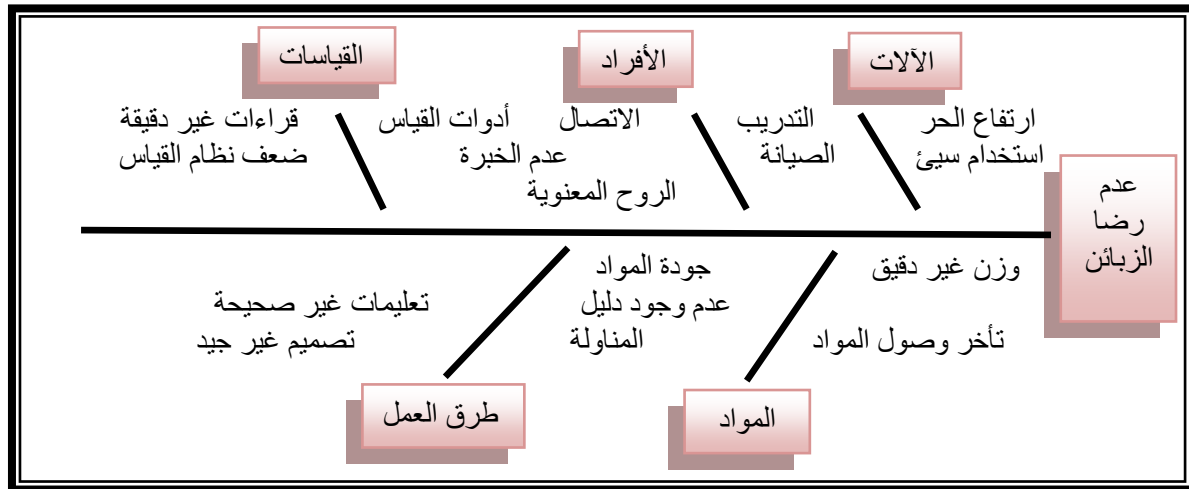 الآلات
الأفراد
القياسات
ارتفاع الحر
التدريب
الاتصال
أدوات القياس
قراءات غير دقيقة
استخدام سيئ
الصيانة
عدم الخبرة
ضعف نظام القياس
الروح المعنوية
عدم
رضا
الزبائن
وزن غير دقيق
جودة المواد
تعليمات غير صحيحة
عدم وجود دليل
تأخر وصول المواد
المناولة
تصميم غير جيد
المواد
طرق العمل